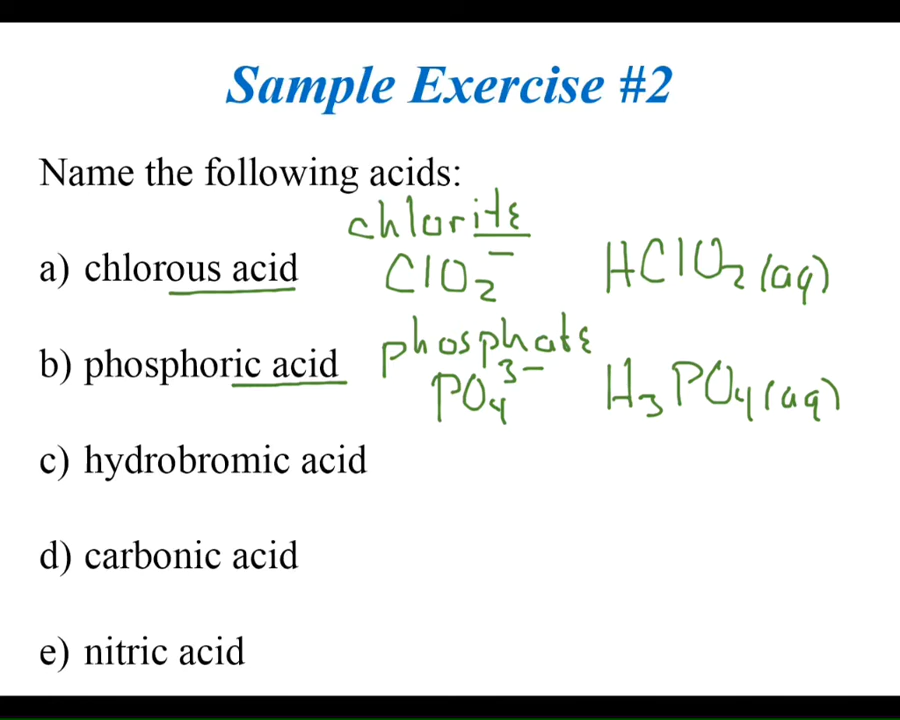 Sample Exercise #2
Name the following acids:
chlorite
a) chlorous acid ClO₂⁻ HClO₂(aq)
phosphate
b) phosphoric acid PO₄³⁻ H₃PO₄(aq)
c) hydrobromic acid
d) carbonic acid
e) nitric acid